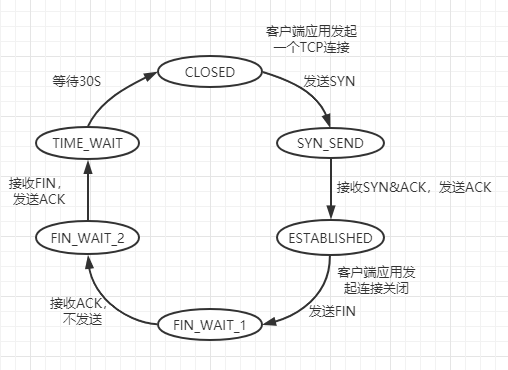 客户端应用发起
一个TCP连接
CLOSED
等待30S
发送SYN
TIME_WAIT
SYN_SEND
接收FIN，
发送ACK
接收SYN&ACK，发送ACK
FIN_WAIT_2
ESTABLISHED
客户端应用发
起连接关闭
接收ACK，
不发送
发送FIN
FIN_WAIT_1